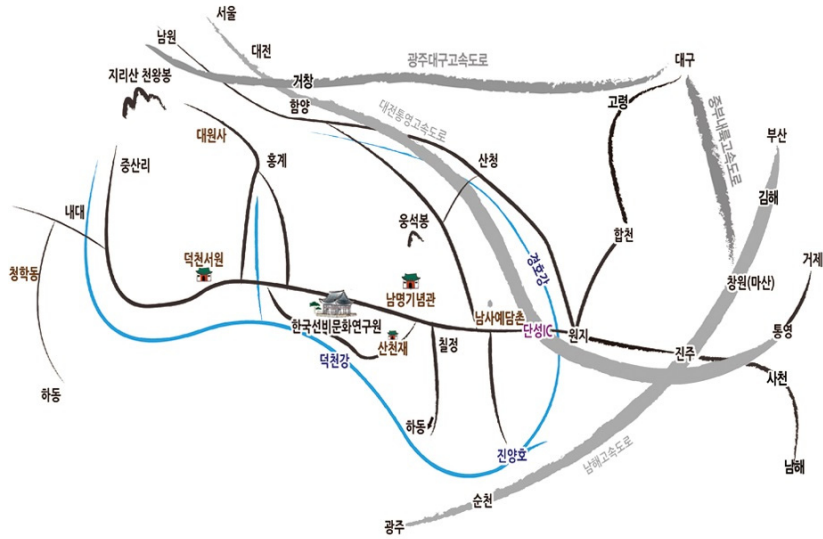 서울
남원
대전
광주대구고속도로
대구
지리산 천왕봉
거창
함양
고령
대전통영고속도로
중부내륙고속도로
부산
대원사
중산리
홍계
산청
김해
내대
웅석봉
합천
청학동
덕천서원
경호강
거제
남명기념관
창원(마산)
한국선비문화연구원
남사예담촌
단성IC
원지
통영
산천재
칠정
진주
덕천강
사천
하동
하동
진양호
남해고속도로
남해
순천
광주